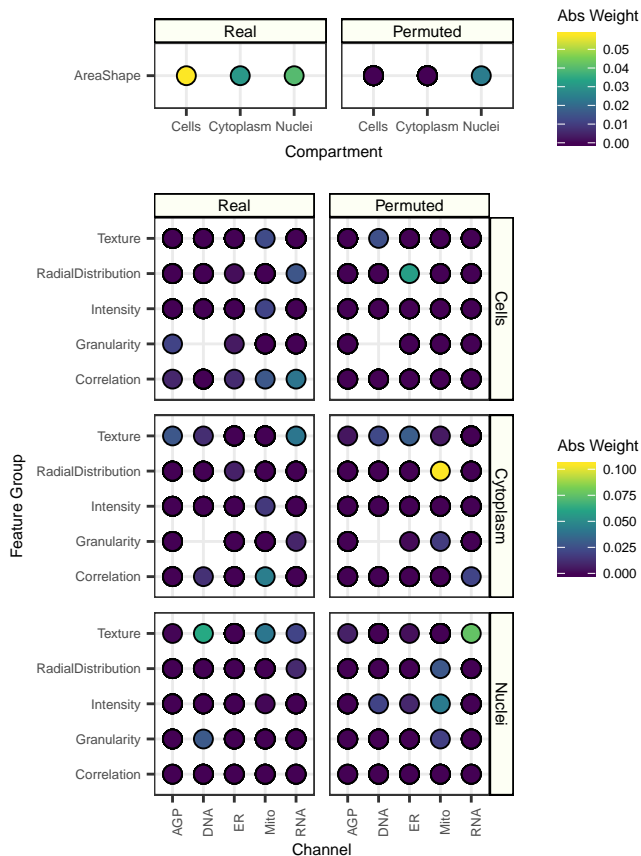 Real
Permuted
AreaShape
Cells Cytoplasm Nuclei
Cells Cytoplasm Nuclei
Compartment
Abs Weight
0.05
0.04
0.03
0.02
0.01
0.00
Real
Permuted
Feature Group
Texture
RadialDistribution
Intensity
Granularity
Correlation
Cells
Texture
RadialDistribution
Intensity
Granularity
Correlation
Cytoplasm
Texture
RadialDistribution
Intensity
Granularity
Correlation
Nuclei
AGP DNA ER Mito RNA
AGP DNA ER Mito RNA
Channel
Abs Weight
0.100
0.075
0.050
0.025
0.000